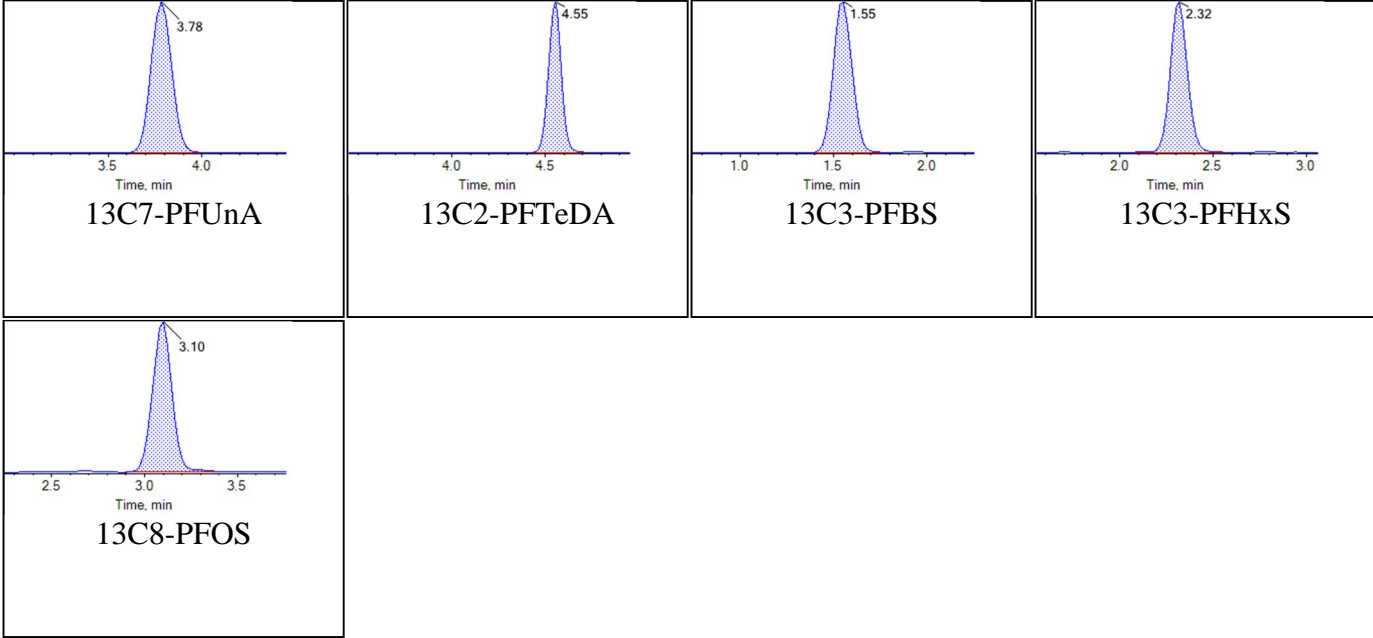 3.78
3.5 4.0
Time, min
13C7-PFUnA
4.55
4.0 4.5
Time, min
13C2-PFTeDA
1.55
1.0 1.5 2.0
Time, min
13C3-PFBS
2.32
2.0 2.5 3.0
Time, min
13C3-PFHxS
3.10
2.5 3.0 3.5
Time, min
13C8-PFOS